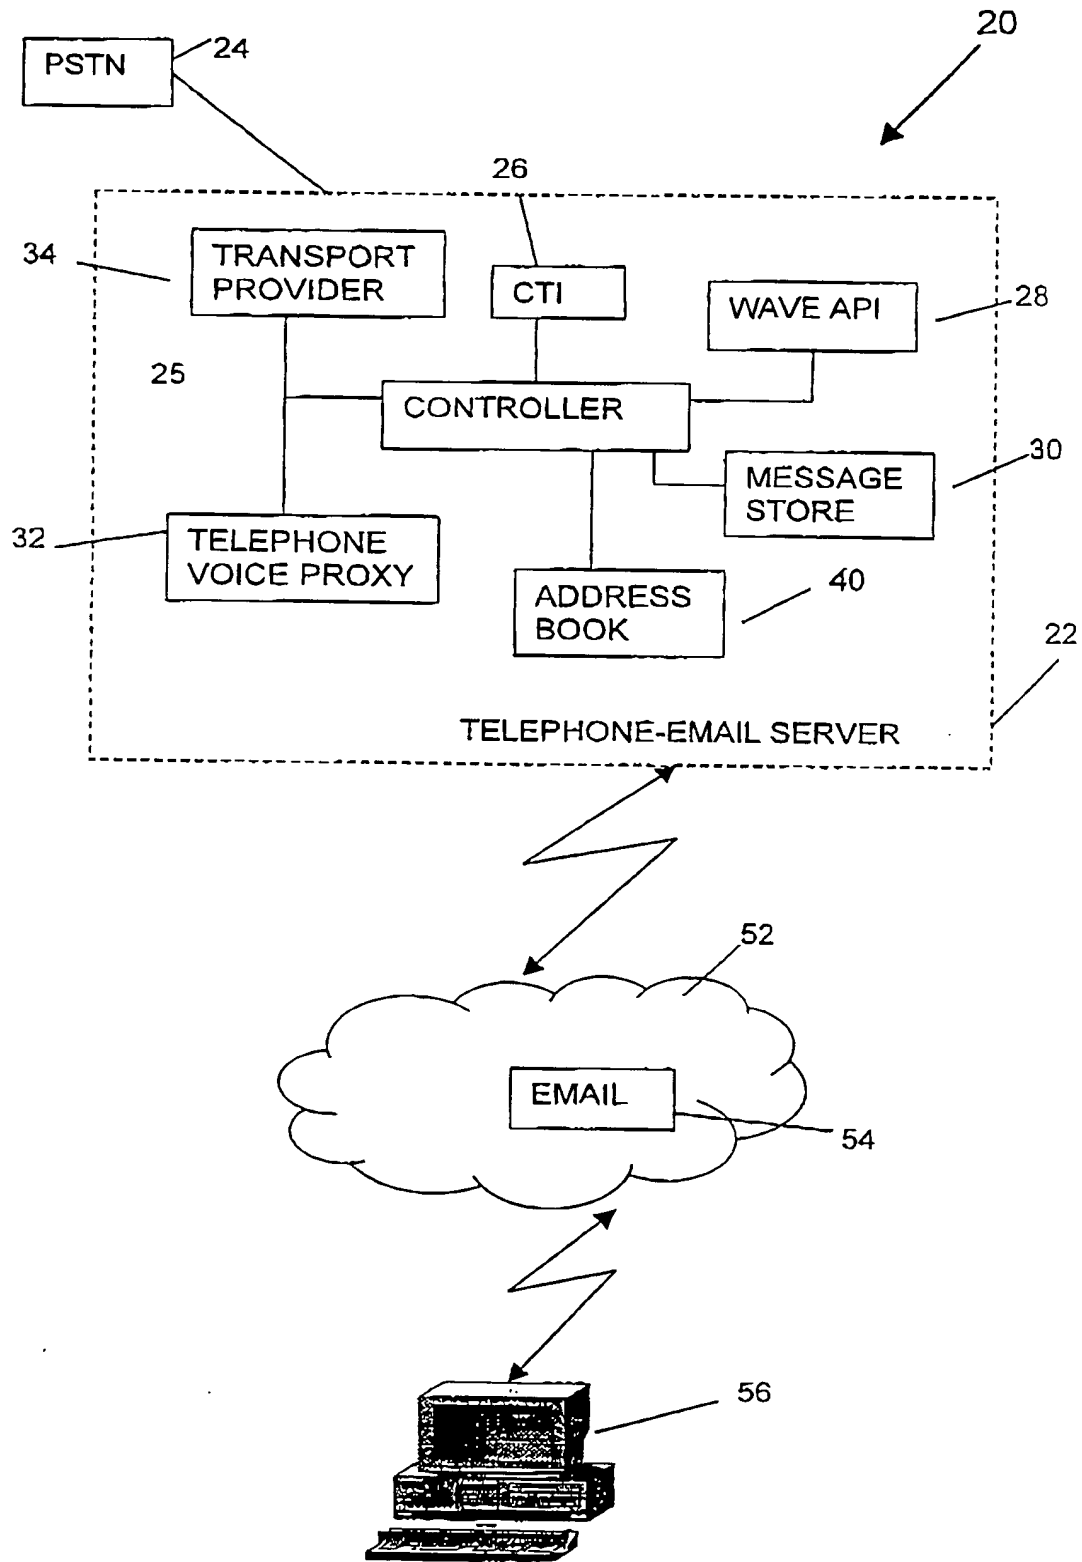 20
PSTN
24
26
34
TRANSPORT
PROVIDER
CTI
WAVE API
28
25
CONTROLLER
30
MESSAGE
STORE
32
TELEPHONE
VOICE PROXY
ADDRESS
BOOK
40
22
TELEPHONE-EMAIL SERVER
52
EMAIL
54
56